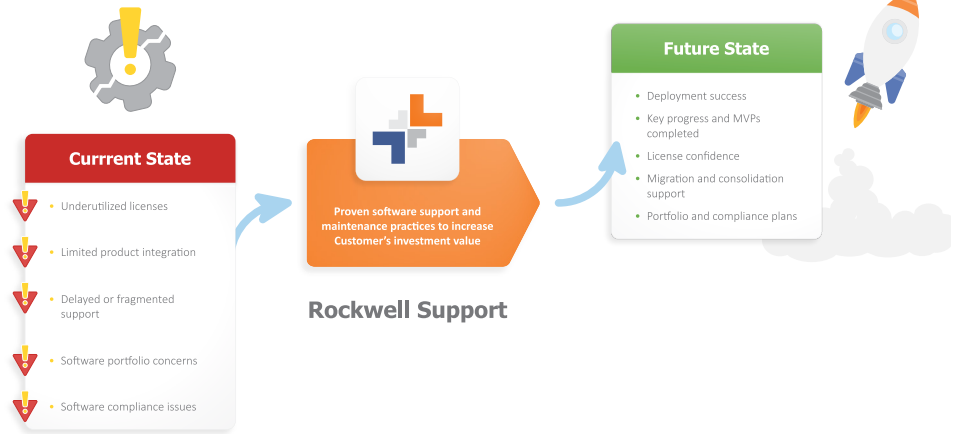 Currrent State
• Underutilized licenses
• Limited product integration
• Delayed or fragmented
support
• Software portfolio concerns
• Software compliance issues
Proven software support and
maintenance practices to increase
Customer's investment value
Rockwell Support
Future State
• Deployment success
• Key progress and MVPs
completed
• License confidence
• Migration and consolidation
support
• Portfolio and compliance plans